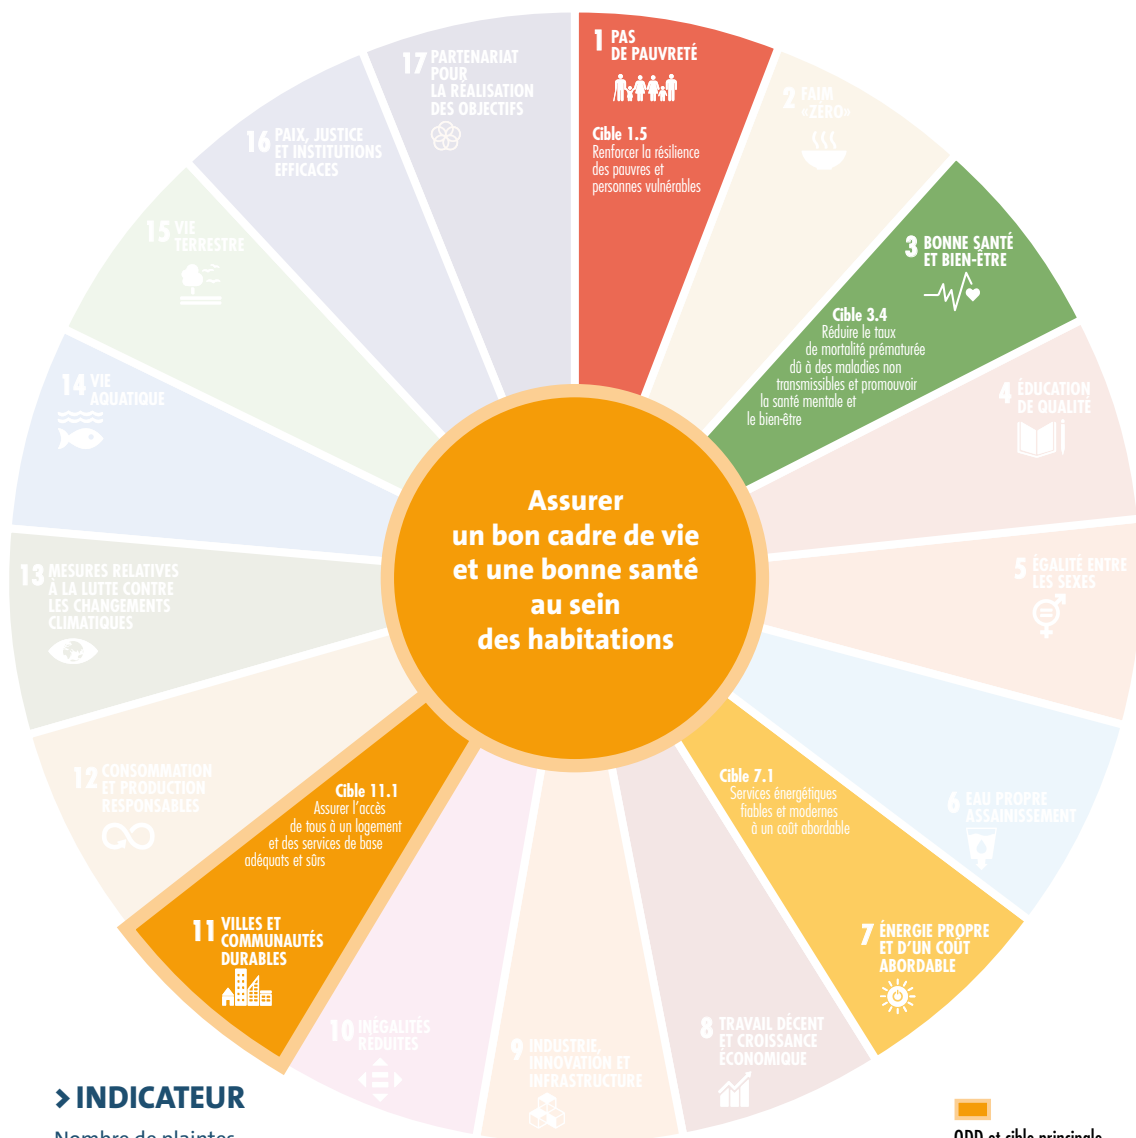 1 PAS
DE PAUVRETÉ
Cible 1.5
Renforcer la résilience
des pauvres et
personnes vulnérables
2 FAIM
«ZÉRO»
3 BONNE SANTÉ
ET BIEN-ÊTRE
Cible 3.4
Réduire le taux
de mortalité prématurée
dû à des maladies non
transmissibles et promouvoir
la santé mentale et
le bien-être
4 ÉDUCATION
DE QUALITÉ
5 ÉGALITÉ ENTRE
LES SEXES
6 EAU PROPRE
ASSAINISSEMENT
Cible 7.1
Services énergétiques
fiables et modernes
à un coût abordable
7 ÉNERGIE PROPRE
ET D'UN COÛT
ABORDABLE
8 TRAVAIL DÉCENT
ET CROISSANCE
ÉCONOMIQUE
9 INDUSTRIE,
INNOVATION ET
INFRASTRUCTURE
10 INÉGALITÉS
RÉDUITES
Cible 11.1
Assurer l'accès
de tous à un logement
et des services de base
adéquats et sûrs
11 VILLES ET
COMMUNAUTÉS
DURABLES
12 CONSOMMATION
ET PRODUCTION
RESPONSABLES
13 MESURES RELATIVES
À LA LUTTE CONTRE
LES CHANGEMENTS
CLIMATIQUES
14 VIE
AQUATIQUE
15 VIE
TERRESTRE
16 PAIX, JUSTICE
ET INSTITUTIONS
EFFICACES
17 PARTENARIAT
POUR
LA RÉALISATION
DES OBJECTIFS
Assurer
un bon cadre de vie
et une bonne santé
au sein
des habitations
> INDICATEUR
Nombre de plaintes
ODD et cible principale